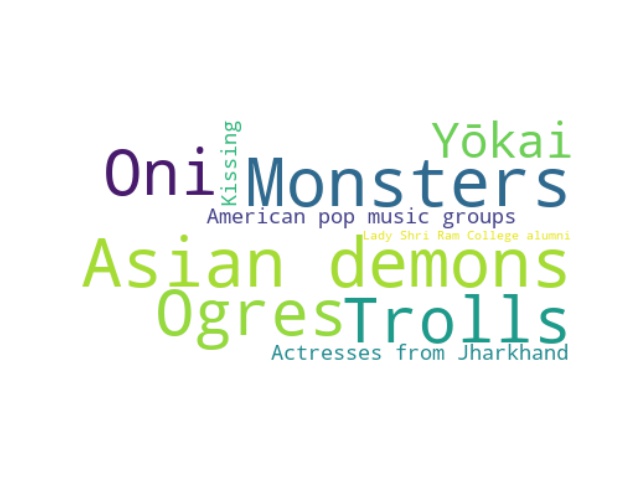 Yōkai
Oni
Kissing
Monsters
American pop music groups
Lady Shri Ram College alumni
Asian demons
Ogres
Trolls
Actresses from Jharkhand